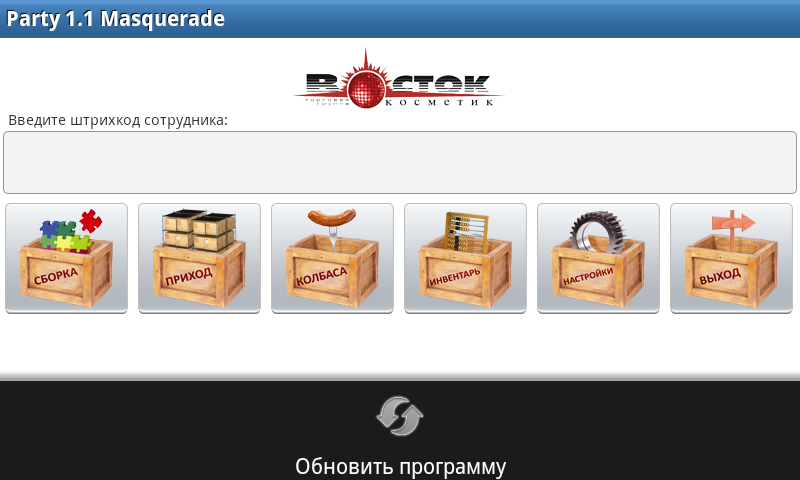 Party 1.1 Masquerade
ВОСТОК
торговая
группа
косметик
Введите штрихкод сотрудника:
СБОРКА
ПРИХОД
КОЛБАСА
ИНВЕНТАРЬ
НАСТРОЙКИ
ВЫХОД
Обновить программу